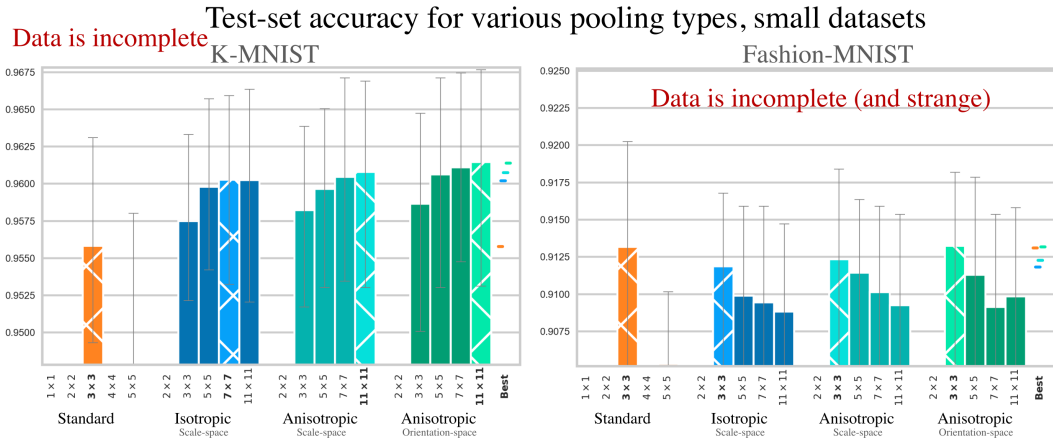 Test-set accuracy for various pooling types, small datasets
Data is incomplete
K-MNIST
0.9675
0.9650
0.9625
0.9600
0.9575
0.9550
0.9525
0.9500
1 × 1
2 × 2
3 × 3
4 × 4
5 × 5
2 × 2
3 × 3
5 × 5
7 × 7
11 × 11
2 × 2
3 × 3
5 × 5
7 × 7
11 × 11
2 × 2
3 × 3
5 × 5
7 × 7
11 × 11
Best
Standard
Isotropic
Scale-space
Anisotropic
Scale-space
Anisotropic
Orientation-space
Fashion-MNIST
Data is incomplete (and strange)
0.9250
0.9225
0.9200
0.9175
0.9150
0.9125
0.9100
0.9075
1 × 1
2 × 2
3 × 3
4 × 4
5 × 5
2 × 2
3 × 3
5 × 5
7 × 7
11 × 11
2 × 2
3 × 3
5 × 5
7 × 7
11 × 11
2 × 2
3 × 3
5 × 5
7 × 7
11 × 11
Best
Standard
Isotropic
Scale-space
Anisotropic
Scale-space
Anisotropic
Orientation-space